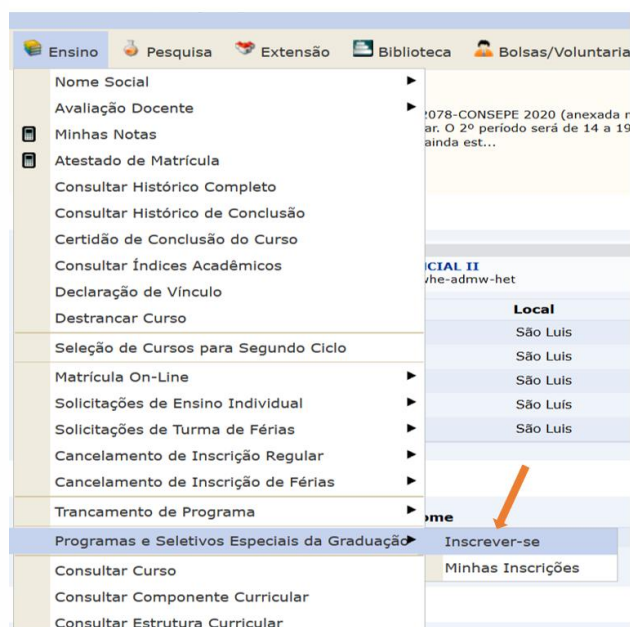 Ensino Pesquisa Extensão Biblioteca Bolsas/Voluntaria
Nome Social
Avaliação Docente
2078-CONSEPE 2020 (anexada
Minhas Notas
ar. O 2º período será de 14 a 19
ainda est...
Atestado de Matrícula
Consultar Histórico Completo
Consultar Histórico de Conclusão
Certidão de Conclusão do Curso
Consultar Índices Acadêmicos
CIAL II
Declaração de Vínculo
whe-admw-het
Destrancar Curso
Local
São Luis
Seleção de Cursos para Segundo Ciclo
São Luis
Matrícula On-Line
São Luis
Solicitações de Ensino Individual
São Luís
Solicitações de Turma de Férias
São Luis
Cancelamento de Inscrição Regular
Cancelamento de Inscrição de Férias
Trancamento de Programa
ome
Programas e Seletivos Especiais da Graduação
Inscrever-se
Minhas Inscrições
Consultar Curso
Consultar Componente Curricular
Consultar Estrutura Curricular